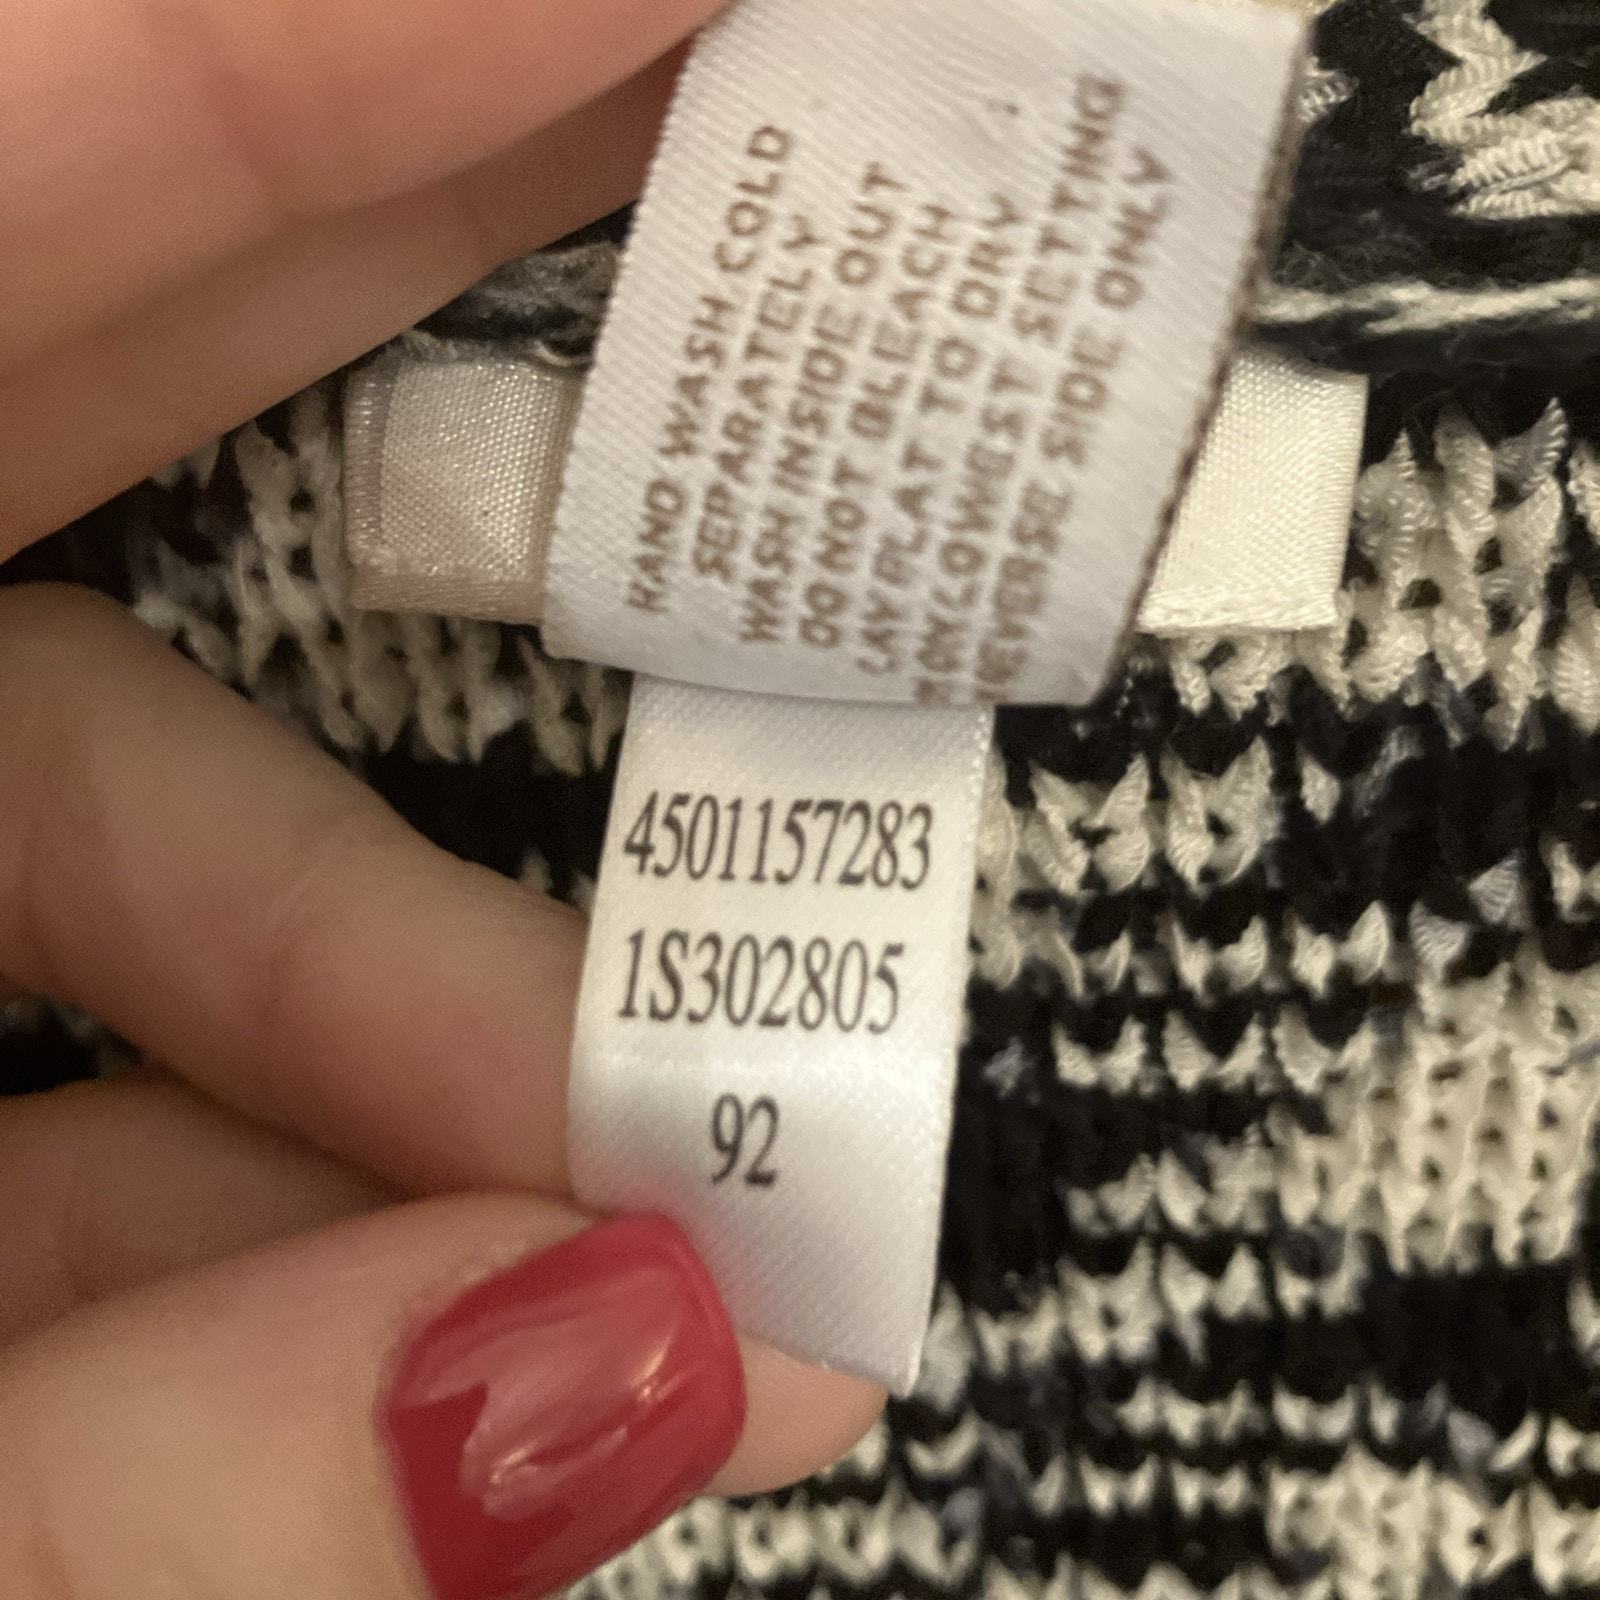 HAND WASH COLD
SEPARATELY
WASH INSIDE OUT
DO NOT BLEACH
LAY FLAT TO DRY
LOWEST SETTING
REVERSE SIDE ONLY
4501157283
1S302805
92